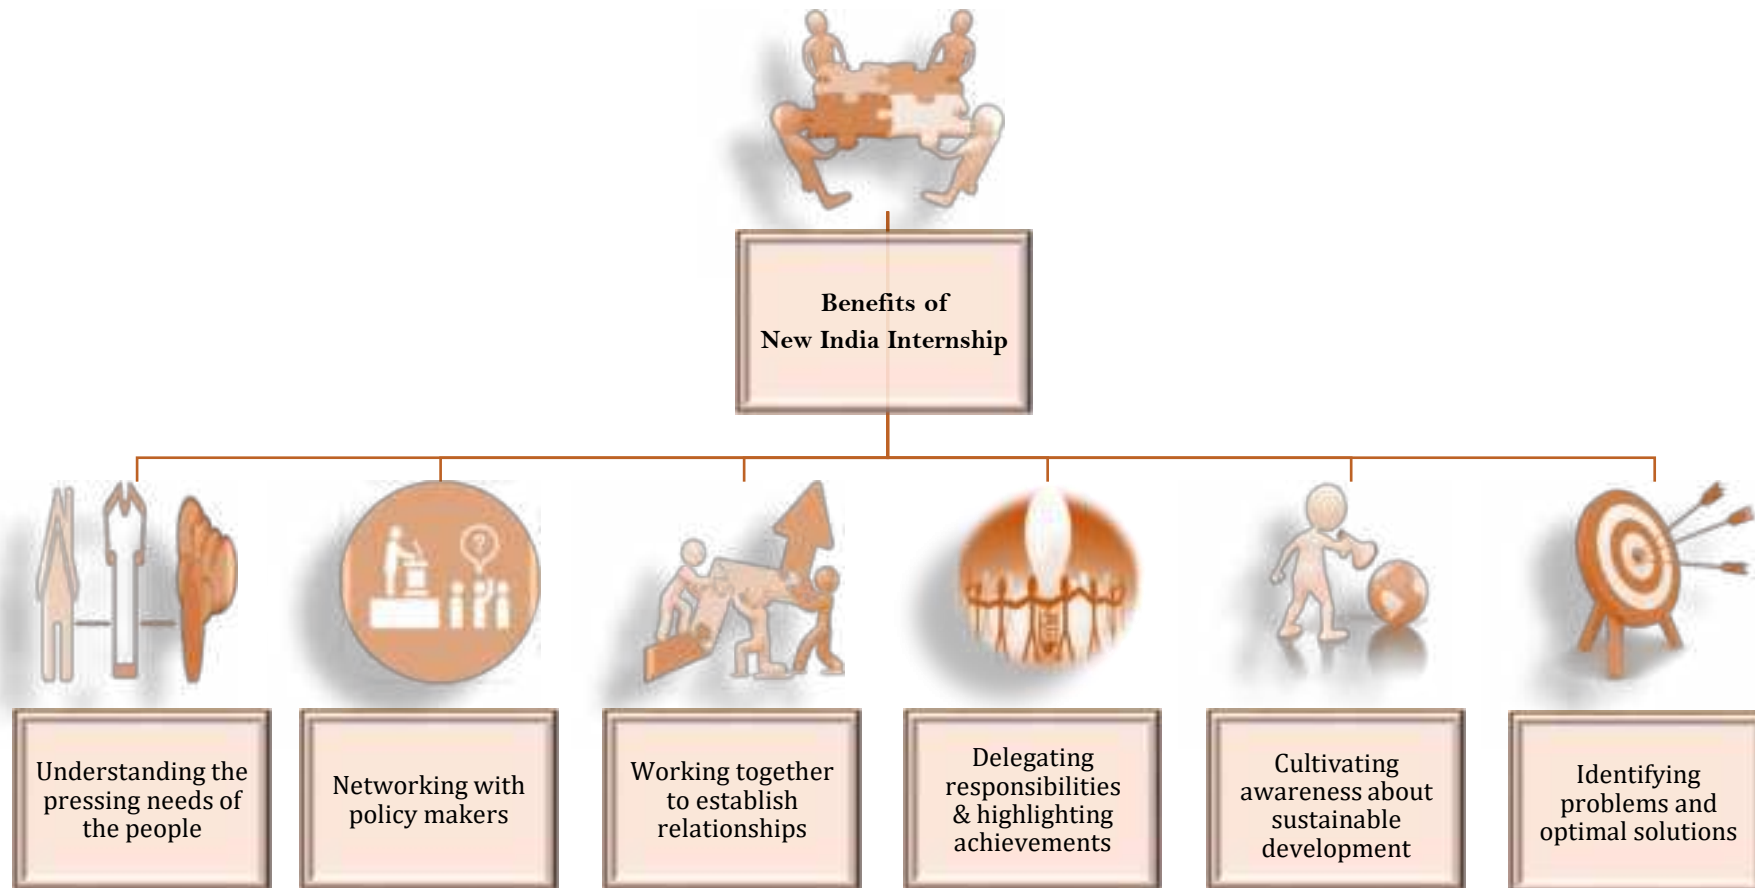 Benefits of
New India Internship
Understanding the
pressing needs of
the people
Networking with
policy makers
Working together
to establish
relationships
Delegating
responsibilities
& highlighting
achievements
Cultivating
awareness about
sustainable
development
Identifying
problems and
optimal solutions
?